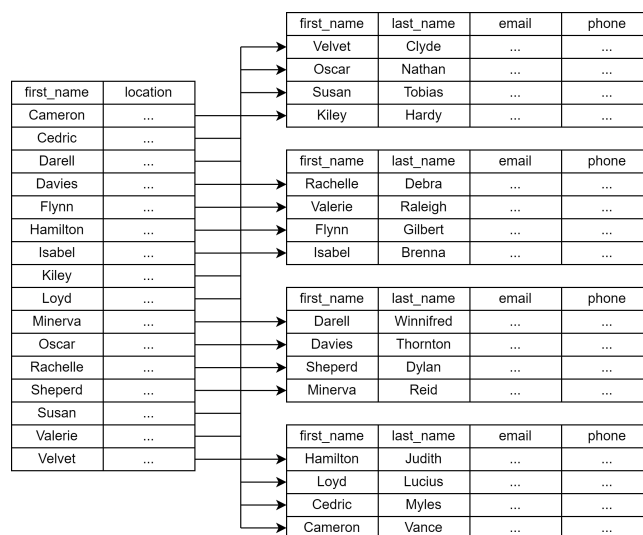 first_name last_name email phone
Velvet Clyde ... ...
Oscar Nathan ... ...
Susan Tobias ... ...
Kiley Hardy ... ...
first_name location
Cameron ...
Cedric ...
Darell ...
Davies ...
Flynn ...
Hamilton ...
Isabel ...
Kiley ...
Loyd ...
Minerva ...
Oscar ...
Rachelle ...
Sheperd ...
Susan ...
Valerie ...
Velvet ...
first_name last_name email phone
Rachelle Debra ... ...
Valerie Raleigh ... ...
Flynn Gilbert ... ...
Isabel Brenna ... ...
first_name last_name email phone
Darell Winnifred ... ...
Davies Thornton ... ...
Sheperd Dylan ... ...
Minerva Reid ... ...
first_name last_name email phone
Hamilton Judith ... ...
Loyd Lucius ... ...
Cedric Myles ... ...
Cameron Vance ... ...